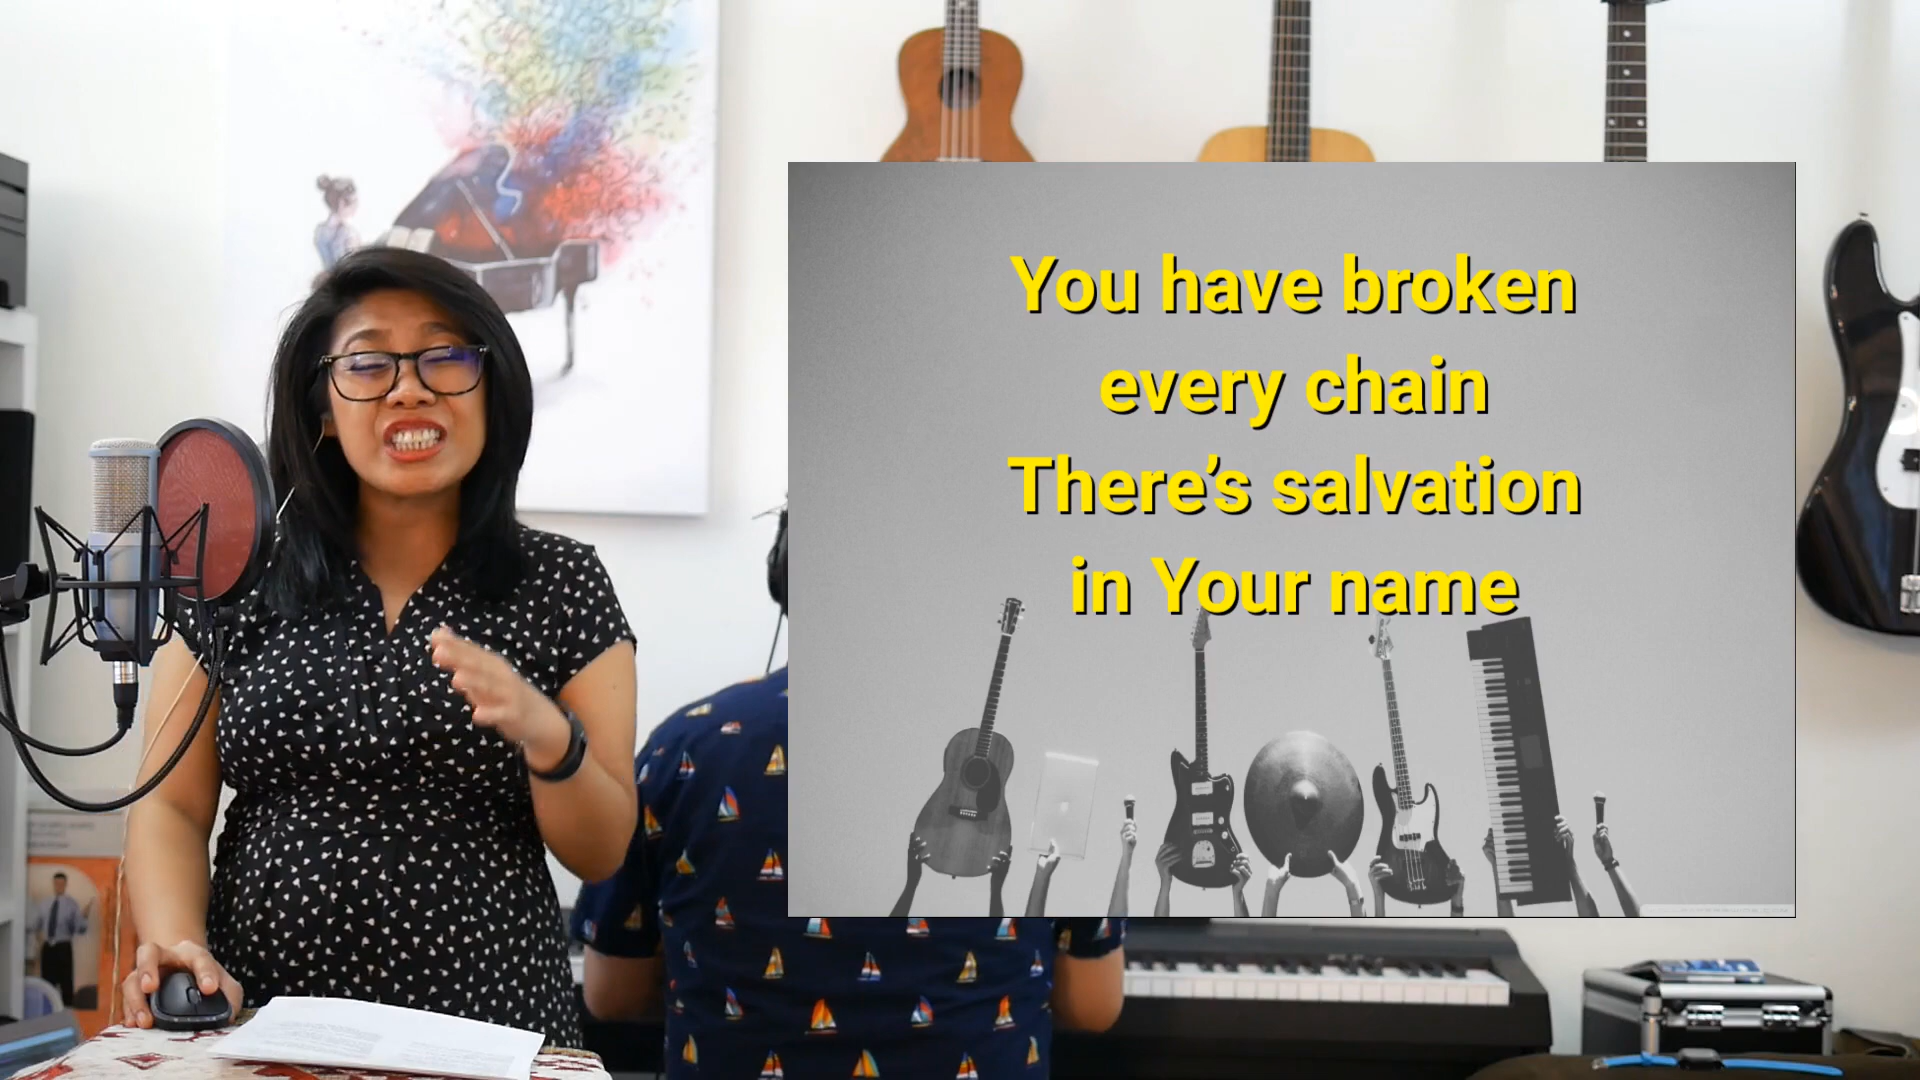 You have broken
every chain
There’s salvation
in Your name